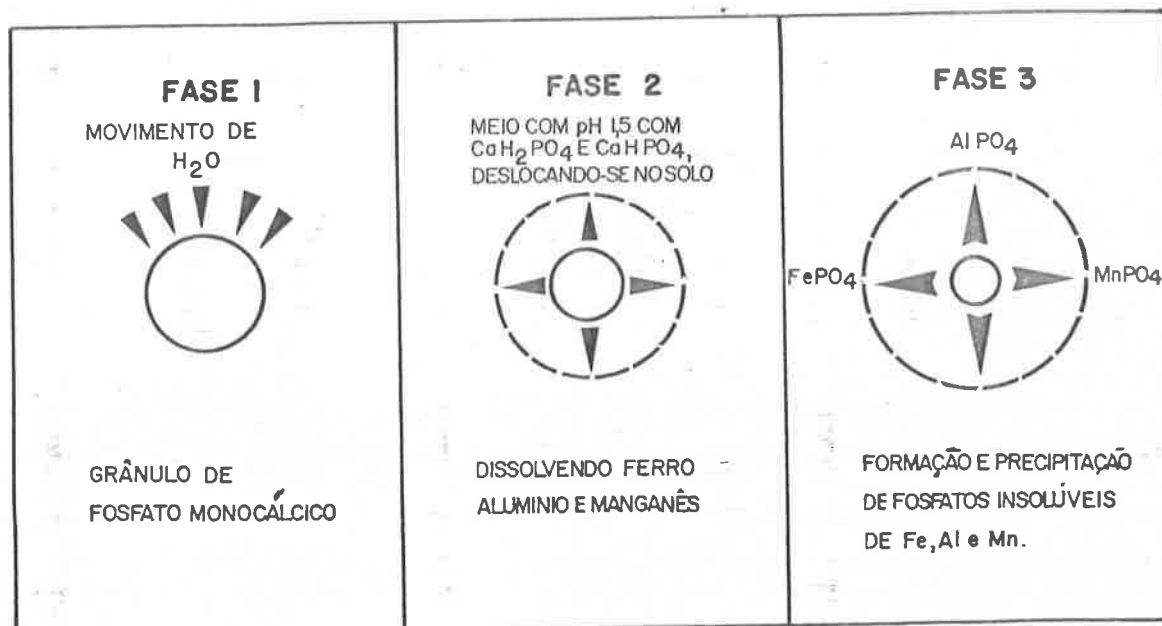 FASE I
MOVIMENTO DE
H₂O
GRÂNULO DE
FOSFATO MONOCÁLCICO
FASE 2
MEIO COM pH 1,5 COM
CaH₂PO₄ E CaHPO₄,
DESLOCANDO-SE NO SOLO
DISSOLVENDO FERRO
ALUMINIO E MANGANÊS
FASE 3
Al PO₄
FePO₄
MnPO₄
FORMAÇÃO E PRECIPITAÇÃO
DE FOSFATOS INSOLÚVEIS
DE Fe, Al e Mn.